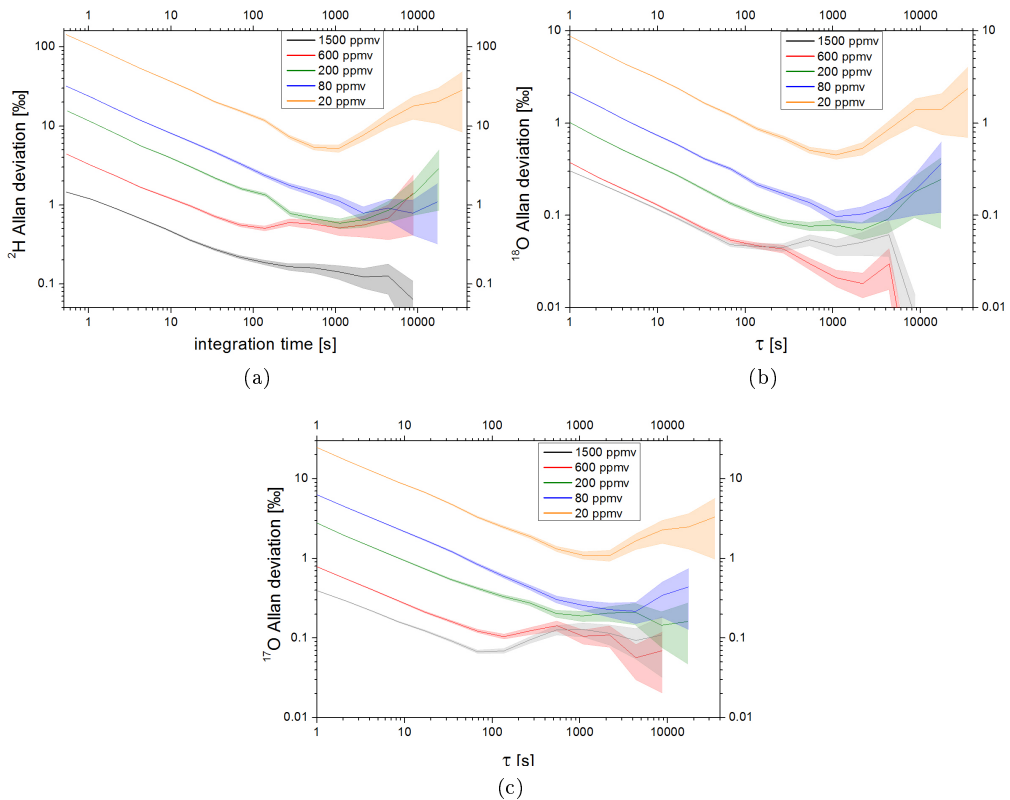 1 10 100 1000 10000
100 10 1 0.1
²H Allan deviation [‰]
1500 ppmv
600 ppmv
200 ppmv
80 ppmv
20 ppmv
100 10 1 0.1
1 10 100 1000 10000
integration time [s]
(a)
1 10 100 1000 10000
10 1 0.1 0.01
¹⁸O Allan deviation [‰]
1500 ppmv
600 ppmv
200 ppmv
80 ppmv
20 ppmv
10 1 0.1 0.01
1 10 100 1000 10000
τ [s]
(b)
1 10 100 1000 10000
10 1 0.1 0.01
¹⁷O Allan deviation [‰]
1500 ppmv
600 ppmv
200 ppmv
80 ppmv
20 ppmv
10 1 0.1 0.01
1 10 100 1000 10000
τ [s]
(c)